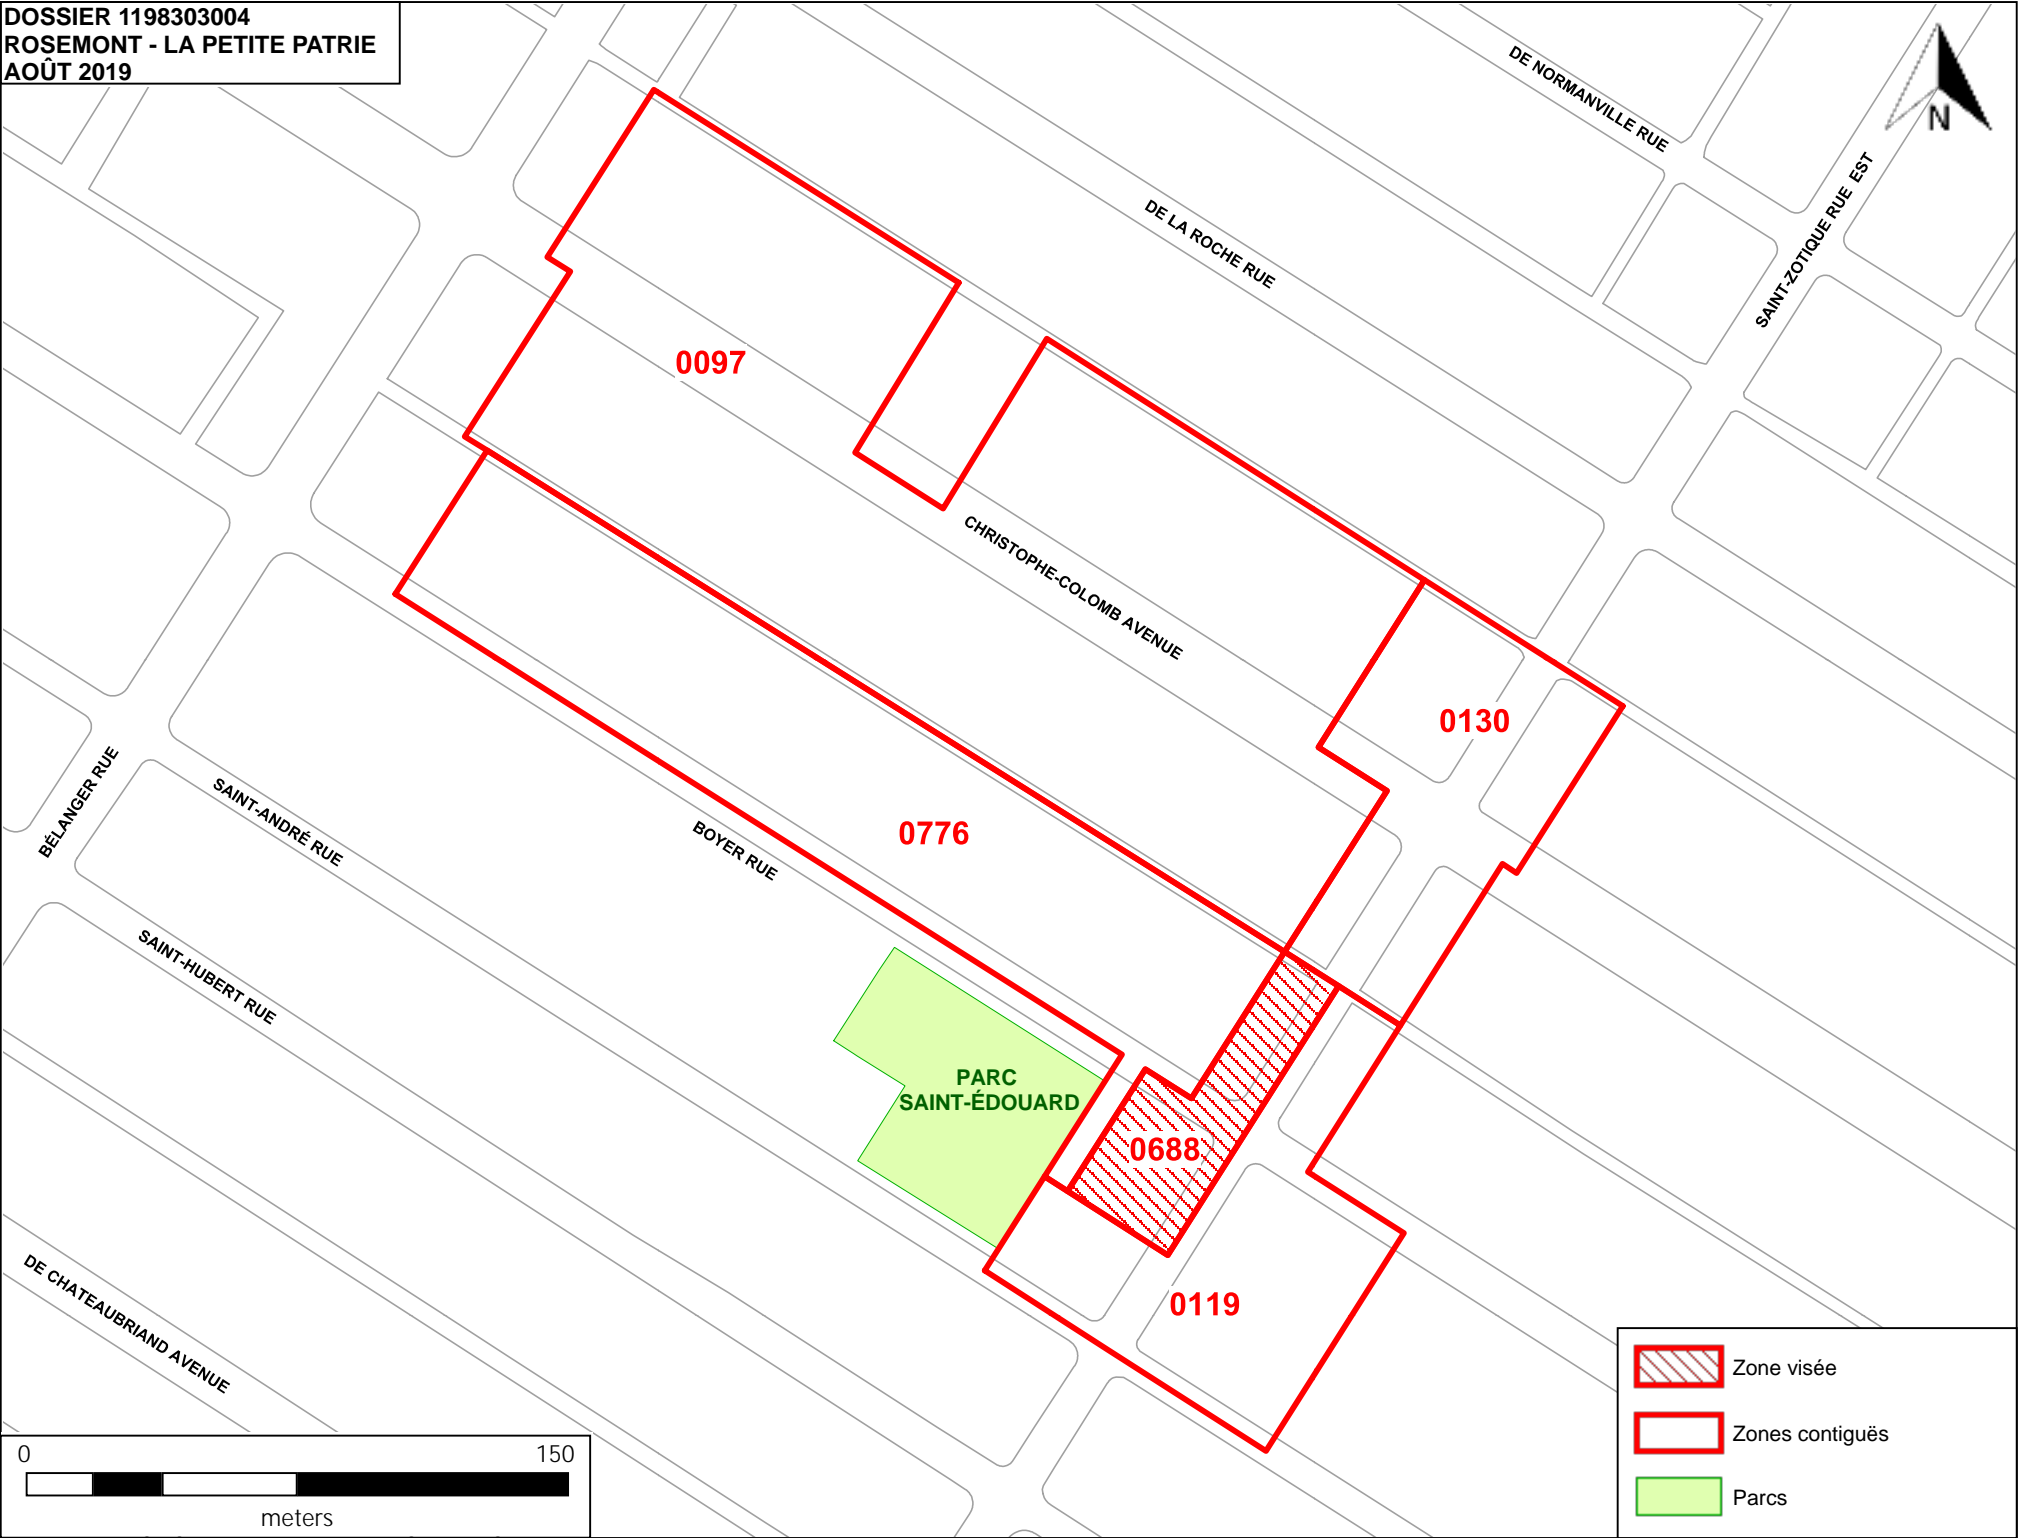 DOSSIER 1198303004
ROSEMONT - LA PETITE PATRIE
AOÛT 2019
DE NORMANVILLE RUE
N
SAINT-ZOTIQUE RUE EST
DE LA ROCHE RUE
0097
CHRISTOPHE-COLOMB AVENUE
0130
0776
BÉLANGER RUE
SAINT-ANDRÉ RUE
BOYER RUE
SAINT-HUBERT RUE
PARC
SAINT-ÉDOUARD
0688
0119
DE CHATEAUBRIAND AVENUE
0 150
meters
Zone visée
Zones contiguës
Parcs